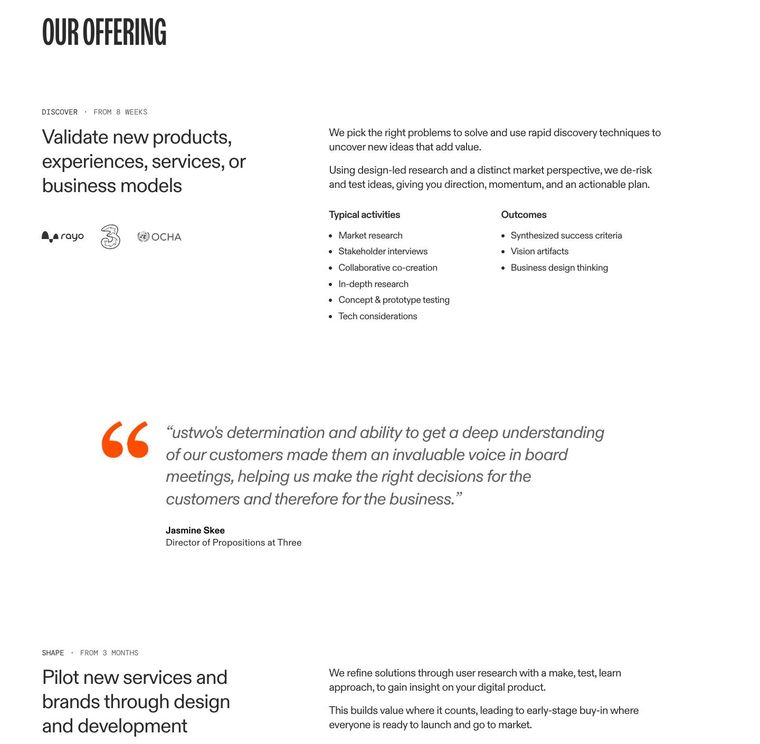 OUR OFFERING
DISCOVER · FROM 8 WEEKS
Validate new products,
experiences, services, or
business models
rayo
3
OCHA
We pick the right problems to solve and use rapid discovery techniques to
uncover new ideas that add value.
Using design-led research and a distinct market perspective, we de-risk
and test ideas, giving you direction, momentum, and an actionable plan.
Typical activities
• Market research
• Stakeholder interviews
• Collaborative co-creation
• In-depth research
• Concept & prototype testing
• Tech considerations
Outcomes
• Synthesized success criteria
• Vision artifacts
• Business design thinking
“ustwo's determination and ability to get a deep understanding
of our customers made them an invaluable voice in board
meetings, helping us make the right decisions for the
customers and therefore for the business.”
Jasmine Skee
Director of Propositions at Three
SHAPE · FROM 3 MONTHS
Pilot new services and
brands through design
and development
We refine solutions through user research with a make, test, learn
approach, to gain insight on your digital product.
This builds value where it counts, leading to early-stage buy-in where
everyone is ready to launch and go to market.